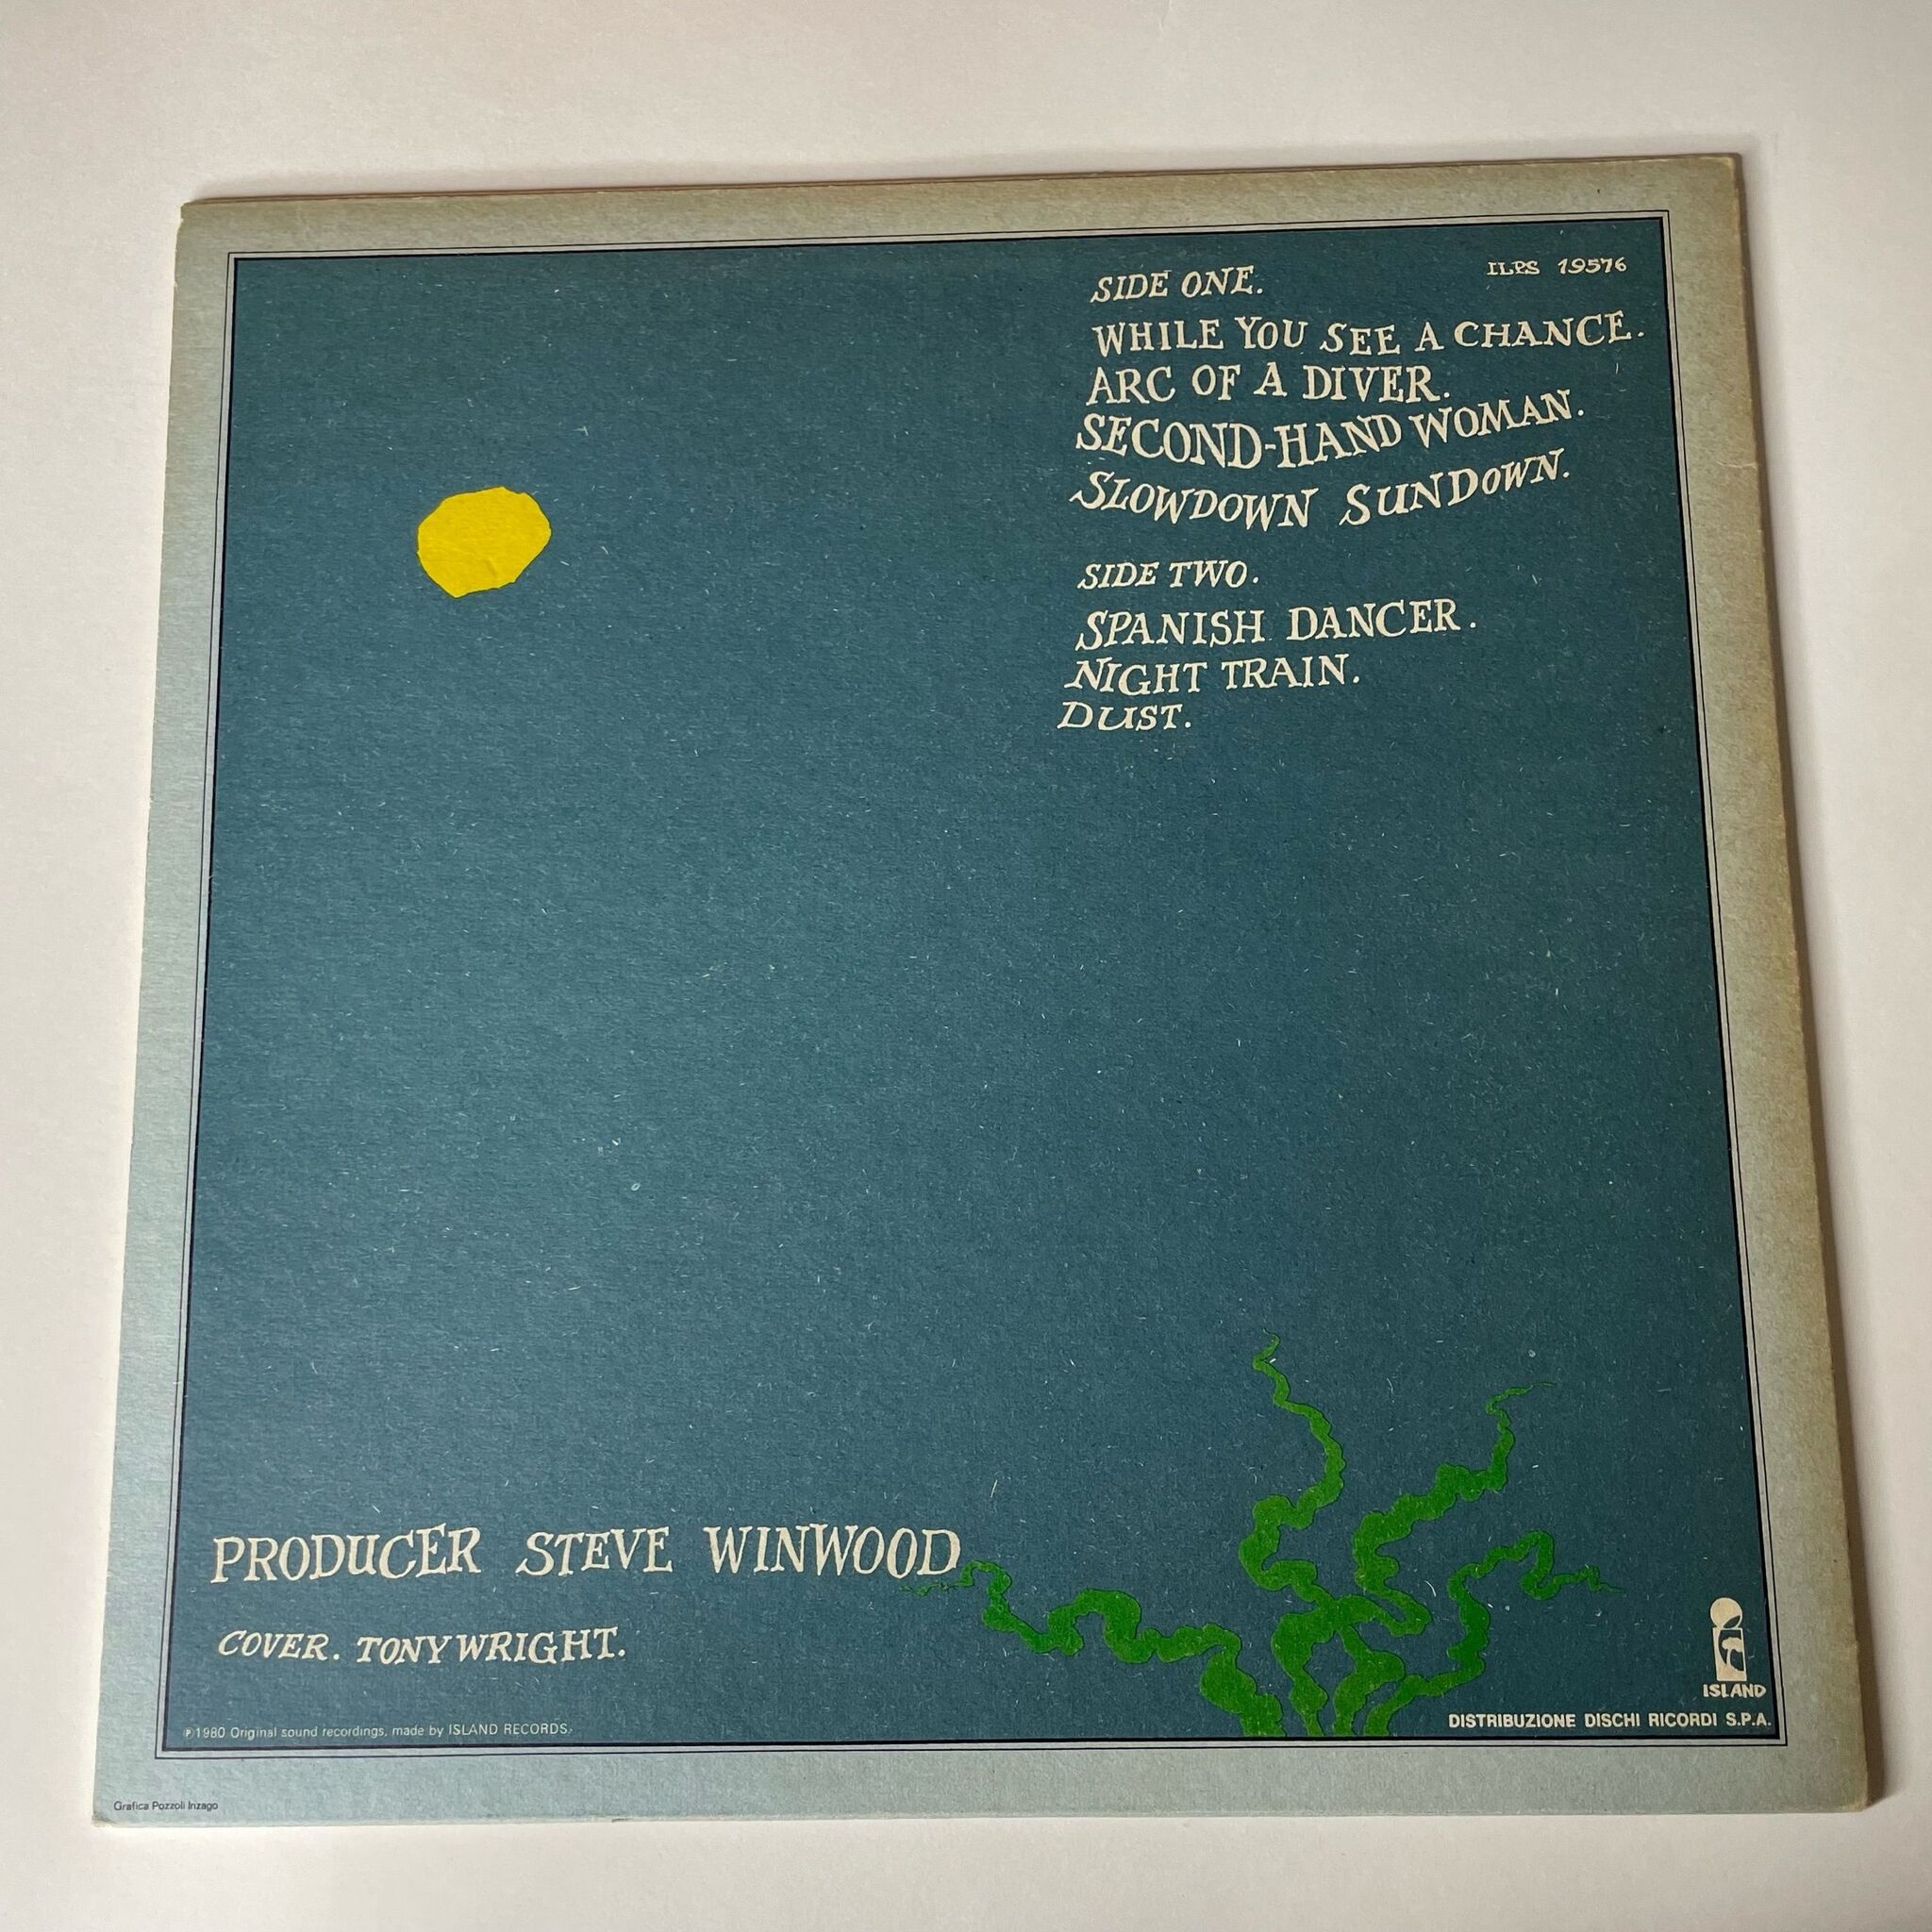 ILPS 19576
SIDE ONE.
WHILE YOU SEE A CHANCE.
ARC OF A DIVER.
SECOND-HAND WOMAN.
SLOWDOWN SUNDOWN.
SIDE TWO.
SPANISH DANCER.
NIGHT TRAIN.
DUST.
PRODUCER STEVE WINWOOD
COVER. TONY WRIGHT.
℗1980 Original sound recordings, made by ISLAND RECORDS.
ISLAND
DISTRIBUZIONE DISCHI RICORDI S.P.A.
Grafica Pozzoli Inzago